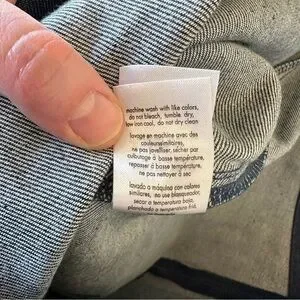 machine wash with like colors,
do not bleach, tumble dry,
low iron cool, do not dry clean
lavage en machine avec des
couleursimilaires,
ne pas javelliser, sécher par
culbutage à basse température,
repasser à basse température,
ne pas nettoyer à sec
lavado a máquina con colores
similares, no use blanqueador,
secar a temperatura baja,
planchado a temperatura fría,